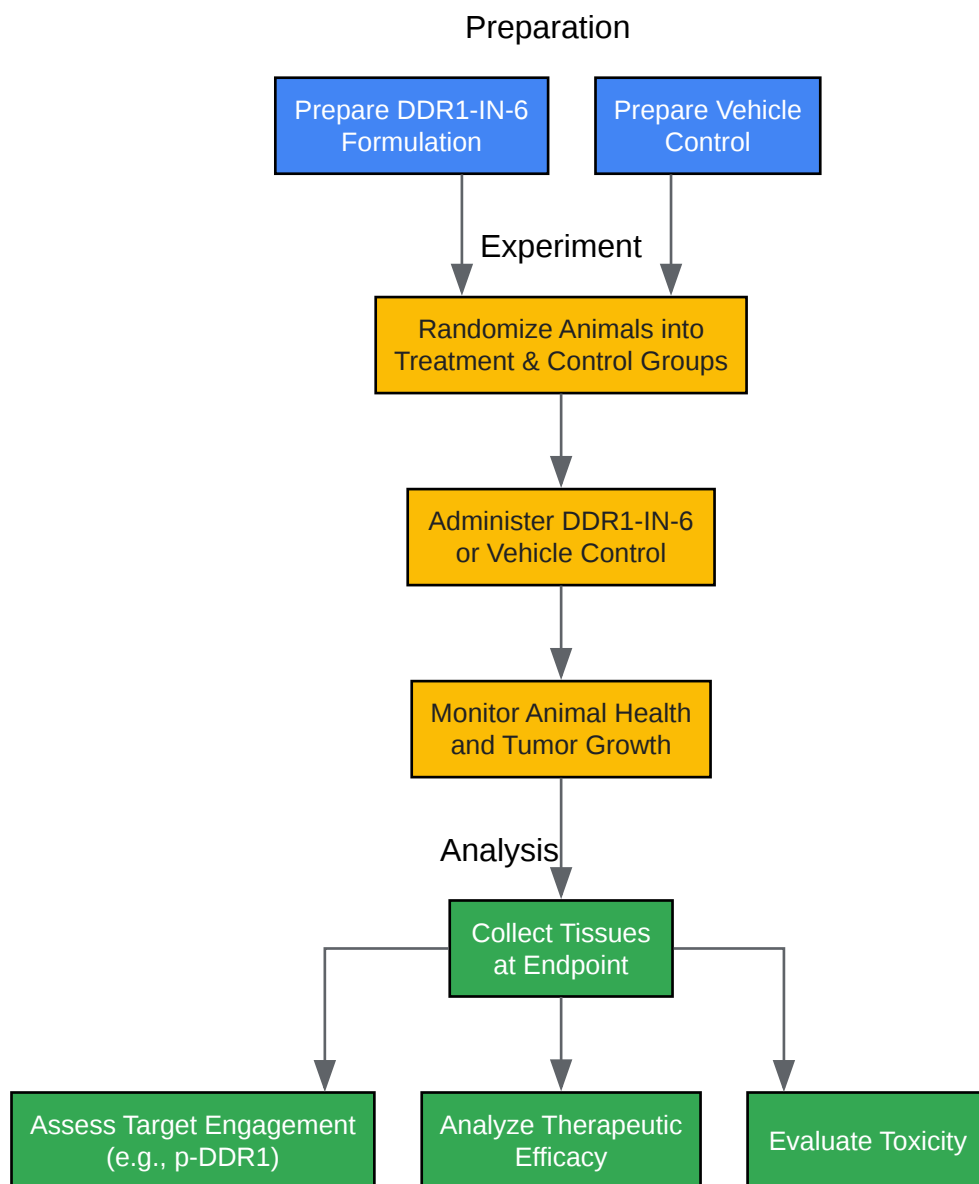 Preparation
Prepare DDR1-IN-6
Formulation
Prepare Vehicle
Control
Experiment
Randomize Animals into
Treatment & Control Groups
Administer DDR1-IN-6
or Vehicle Control
Monitor Animal Health
and Tumor Growth
Analysis
Collect Tissues
at Endpoint
Assess Target Engagement
(e.g., p-DDR1)
Analyze Therapeutic
Efficacy
Evaluate Toxicity